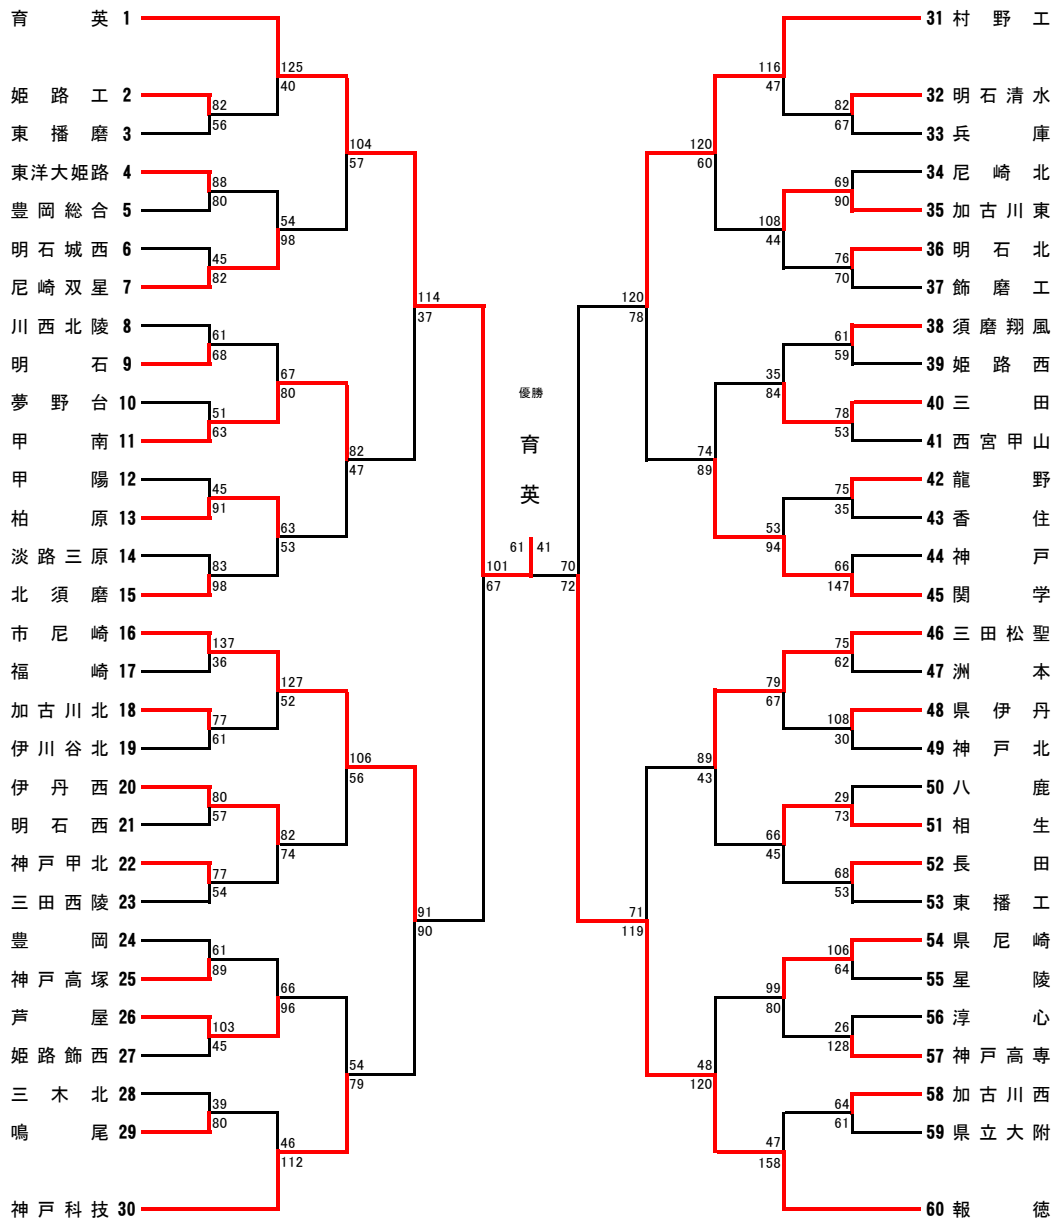 育英 1
125
40
姫路工 2
82
56
東播磨 3
104
57
東洋大姫路 4
88
80
豊岡総合 5
54
98
明石城西 6
45
82
尼崎双星 7
114
37
川西北陵 8
61
68
明石 9
67
80
夢野台 10
51
63
甲南 11
82
47
甲陽 12
45
91
柏原 13
63
53
淡路三原 14
83
98
北須磨 15
101
67
市尼崎 16
137
36
福崎 17
127
52
加古川北 18
77
61
伊川谷北 19
106
56
伊丹西 20
80
57
明石西 21
82
74
神戸甲北 22
77
54
三田西陵 23
91
90
豊岡 24
61
89
神戸高塚 25
66
96
芦屋 26
103
45
姫路飾西 27
54
79
三木北 28
39
80
鳴尾 29
46
112
神戸科技 30
優勝
育
英
61 41
31 村野工
116
47
32 明石清水
82
67
33 兵庫
120
60
34 尼崎北
69
90
35 加古川東
108
44
36 明石北
76
70
37 飾磨工
120
78
38 須磨翔風
61
59
39 姫路西
35
84
40 三田
78
53
41 西宮甲山
74
89
42 龍野
75
35
43 香住
53
94
44 神戸
66
147
45 関学
70
72
46 三田松聖
75
62
47 洲本
79
67
48 県伊丹
108
30
49 神戸北
89
43
50 八鹿
29
73
51 相生
66
45
52 長田
68
53
53 東播工
71
119
54 県尼崎
106
64
55 星陵
99
80
56 淳心
26
128
57 神戸高専
48
120
58 加古川西
64
61
59 県立大附
47
158
60 報徳